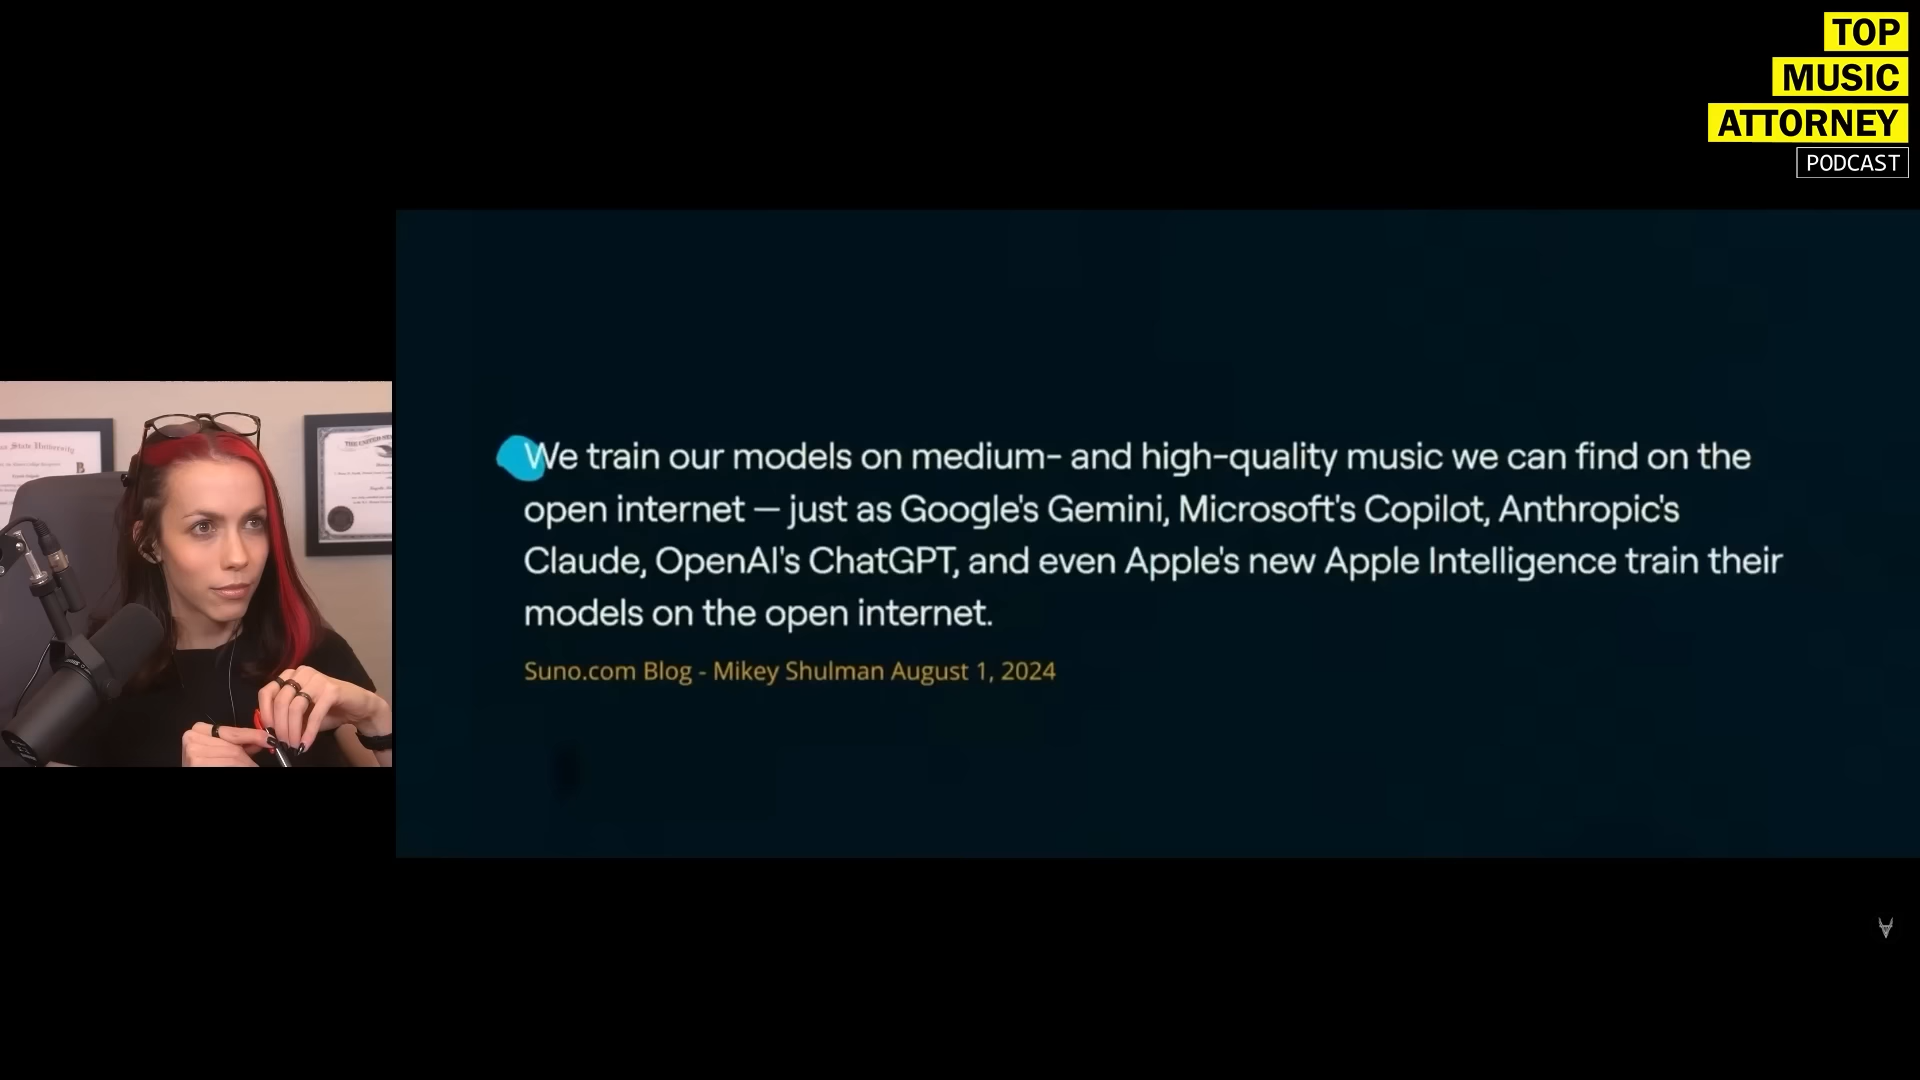 TOP
MUSIC
ATTORNEY
PODCAST
We train our models on medium- and high-quality music we can find on the
open internet — just as Google's Gemini, Microsoft's Copilot, Anthropic's
Claude, OpenAI's ChatGPT, and even Apple's new Apple Intelligence train their
models on the open internet.
Suno.com Blog - Mikey Shulman August 1, 2024
State University